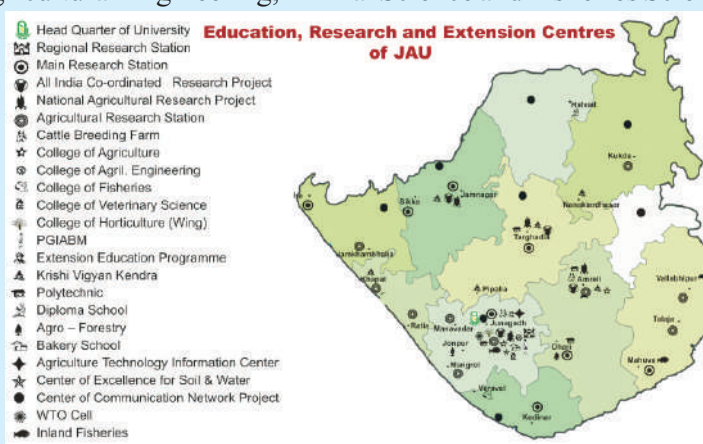 Head Quarter of University
Regional Research Station
Main Research Station
All India Co-ordinated Research Project
National Agricultural Research Project
Agricultural Research Station
Cattle Breeding Farm
College of Agriculture
College of Agril. Engineering
College of Fisheries
College of Veterinary Science
College of Horticulture (Wing)
PGIABM
Extension Education Programme
Krishi Vigyan Kendra
Polytechnic
Diploma School
Agro – Forestry
Bakery School
Agriculture Technology Information Center
Center of Excellence for Soil & Water
Center of Communication Network Project
WTO Cell
Inland Fisheries
Education, Research and Extension Centres
of JAU
Halvad
Kukda
Jamnagar
Sikka
Nanakandhasar
Targhadia
Jamkhambhalia
Khapat
Pipalia
Amreli
Vallabhipur
Ratia
Manavadar
Junagadh
Talaja
Jonpur
Dhari
Mahuva
Mangrol
Veraval
Kodinar